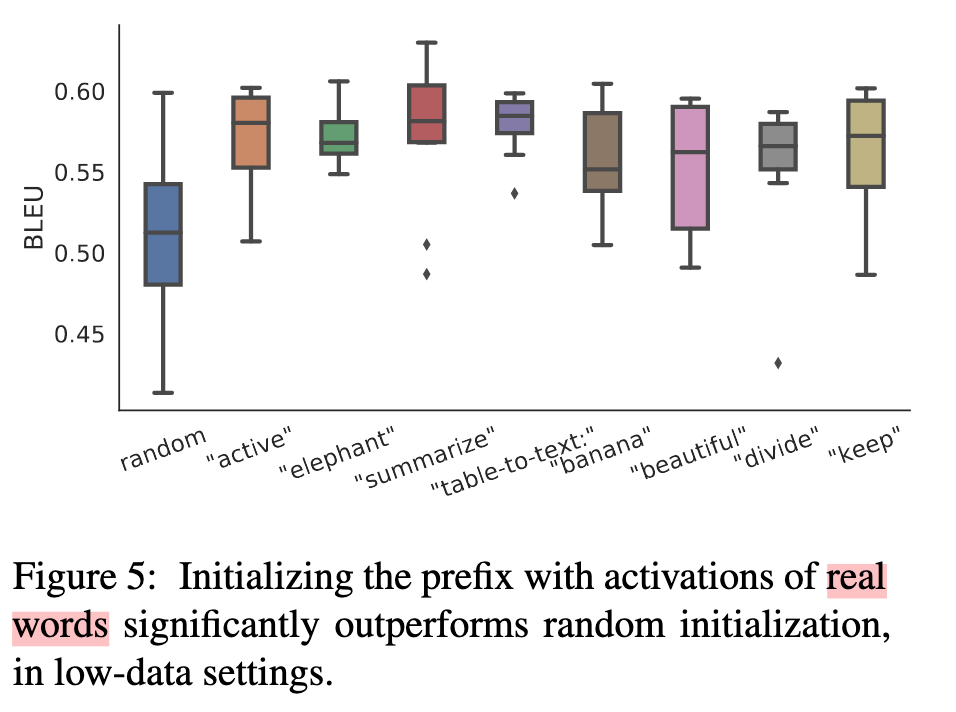 0.60
0.55
0.50
0.45
BLEU
random
"active"
"elephant"
"summarize"
"table-to-text:"
"banana"
"beautiful"
"divide"
"keep"
Figure 5: Initializing the prefix with activations of real
words significantly outperforms random initialization,
in low-data settings.